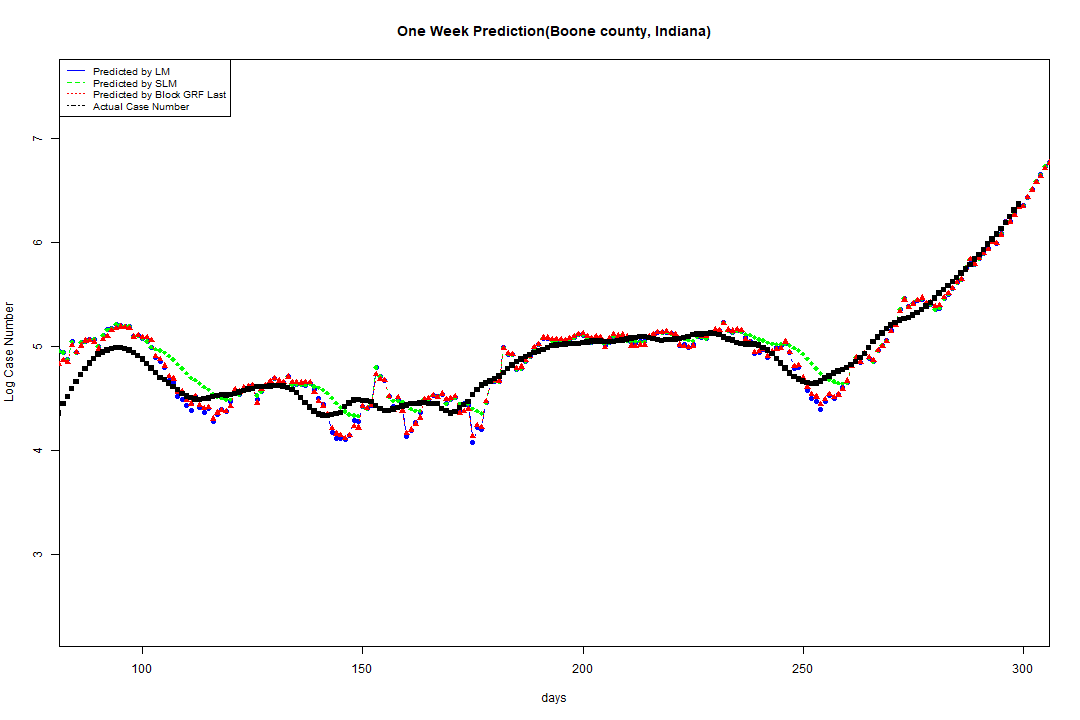 One Week Prediction(Boone county, Indiana)
Predicted by LM
Predicted by SLM
Predicted by Block GRF Last
Actual Case Number
7
6
5
4
3
Log Case Number
100 150 200 250 300
days